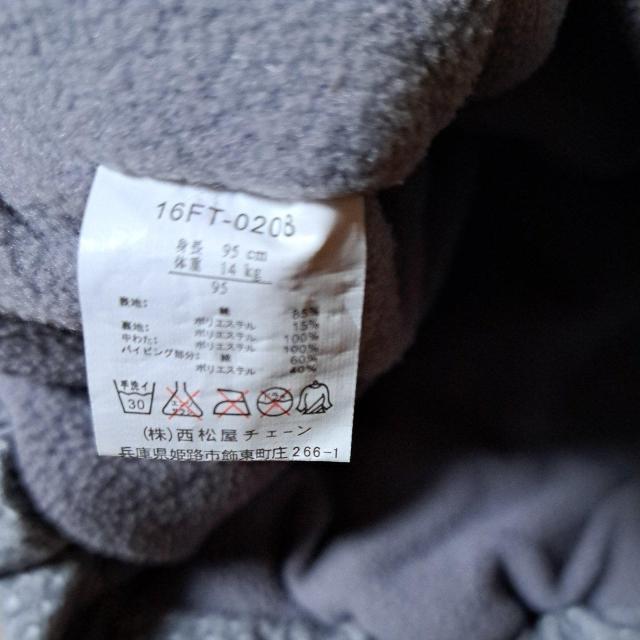 16FT-0208
身長 95 cm
体重 14 kg
95
表地: 綿 85%
ポリエステル 15%
裏地: ポリエステル 100%
中わた: ポリエステル 100%
パイピング部分: 綿 60%
ポリエステル 40%
手洗イ
30
(株)西松屋チェーン
兵庫県姫路市飾東町庄 266-1